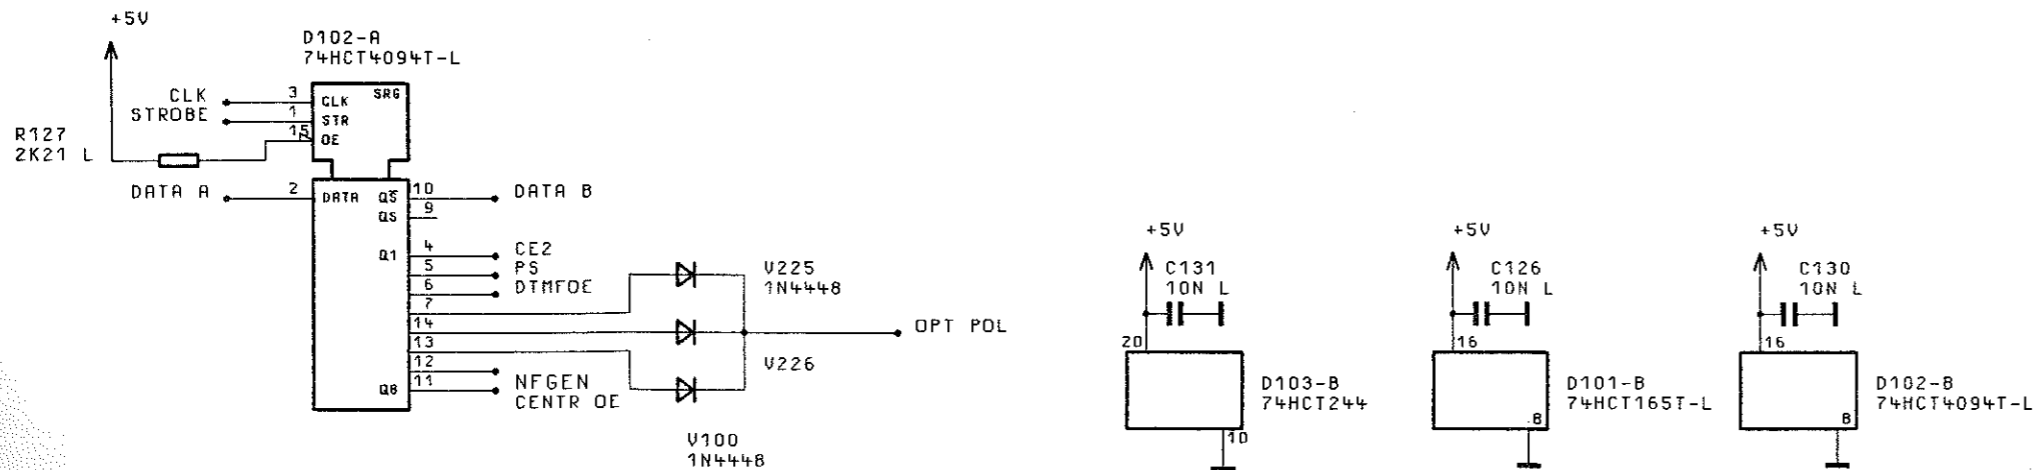 +5V
D102-A
74HCT4094T-L
CLK 3 CLK SRG
STROBE 1 STR
R127
2K21 L
15 OE
DATA A 2 DATA
QS̅ 10 DATA B
QS 9
Q1 4 CE2
5 PS
6 DTMFOE
7
14
13
12 NFGEN
Q8 11 CENTR OE
V225
1N4448
OPT POL
V226
V100
1N4448
+5V
C131
10N L
20
D103-B
74HCT244
10
+5V
C126
10N L
16
D101-B
74HCT165T-L
8
+5V
C130
10N L
16
D102-B
74HCT4094T-L
8